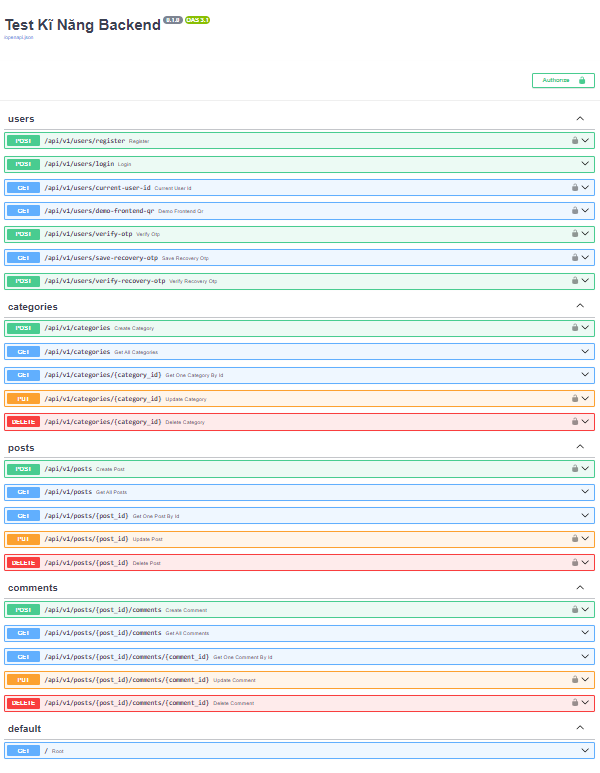 Test Kĩ Năng Backend 0.1.0 OAS 3.1
/openapi.json
Authorize
users
POST /api/v1/users/register Register
POST /api/v1/users/login Login
GET /api/v1/users/current-user-id Current User Id
GET /api/v1/users/demo-frontend-qr Demo Frontend Qr
POST /api/v1/users/verify-otp Verify Otp
GET /api/v1/users/save-recovery-otp Save Recovery Otp
POST /api/v1/users/verify-recovery-otp Verify Recovery Otp
categories
POST /api/v1/categories Create Category
GET /api/v1/categories Get All Categories
GET /api/v1/categories/{category_id} Get One Category By Id
PUT /api/v1/categories/{category_id} Update Category
DELETE /api/v1/categories/{category_id} Delete Category
posts
POST /api/v1/posts Create Post
GET /api/v1/posts Get All Posts
GET /api/v1/posts/{post_id} Get One Post By Id
PUT /api/v1/posts/{post_id} Update Post
DELETE /api/v1/posts/{post_id} Delete Post
comments
POST /api/v1/posts/{post_id}/comments Create Comment
GET /api/v1/posts/{post_id}/comments Get All Comments
GET /api/v1/posts/{post_id}/comments/{comment_id} Get One Comment By Id
PUT /api/v1/posts/{post_id}/comments/{comment_id} Update Comment
DELETE /api/v1/posts/{post_id}/comments/{comment_id} Delete Comment
default
GET / Root